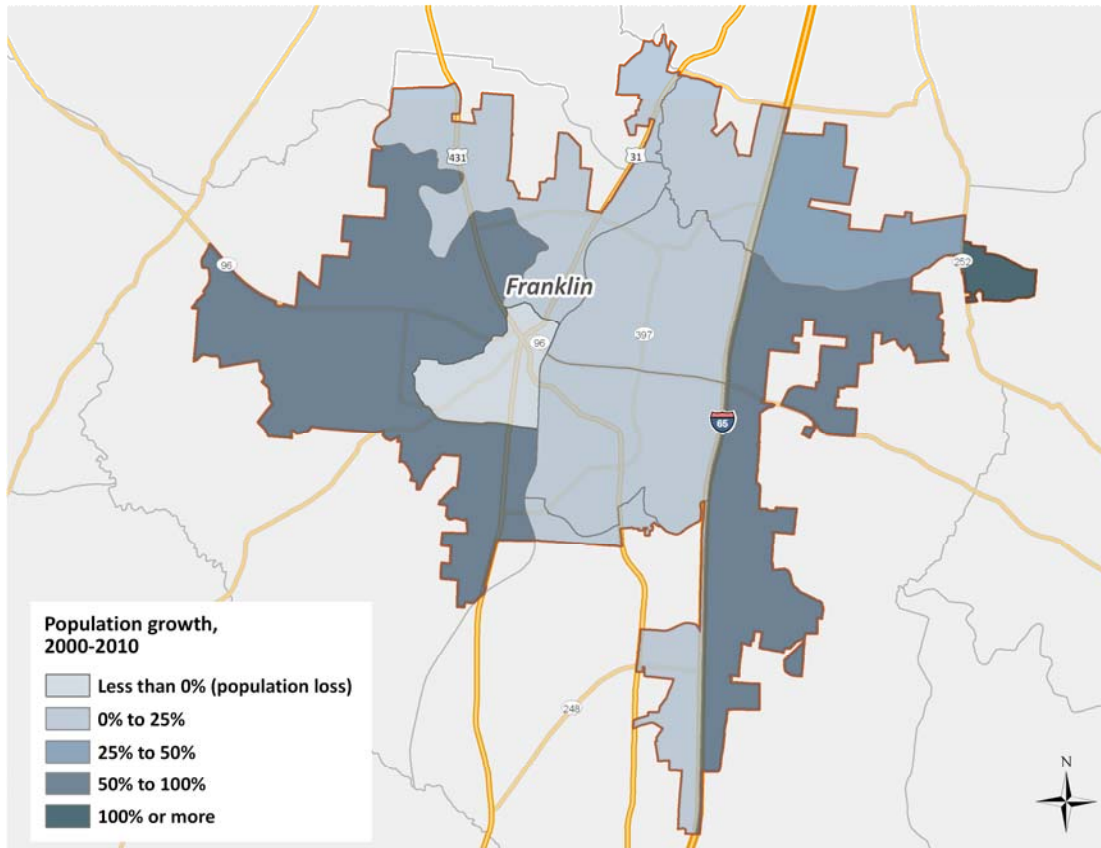 431
31
96
252
Franklin
96
397
65
248
Population growth,
2000-2010
Less than 0% (population loss)
0% to 25%
25% to 50%
50% to 100%
100% or more
N